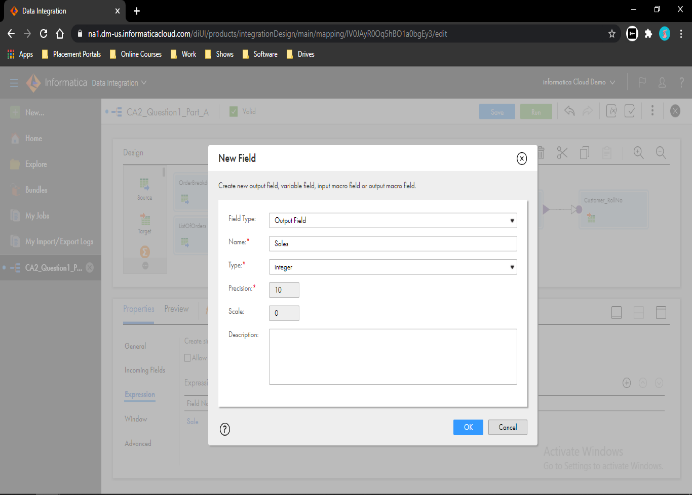 Data Integration
na1.dm-us.informaticacloud.com/diUI/products/integrationDesign/main/mapping/
Apps Placement Portals Online Courses Work Shows Software Drives
Informatica Data Integration
Informatica Cloud Demo
New...
Home
Explore
Bundles
My Jobs
My Import/Export Logs
CA2_Question1_P...
CA2_Question1_Part_A
Valid
Save Run
Design
Source
Target
New Field
Create new output field, variable field, input macro field or output macro field.
Field Type: Output Field
Name:* Sales
Type:* Integer
Precision:* 10
Scale: 0
Description:
OK Cancel
Properties Preview
General
Incoming Fields
Expression
Window
Advanced
Activate Windows
Go to Settings to activate Windows.